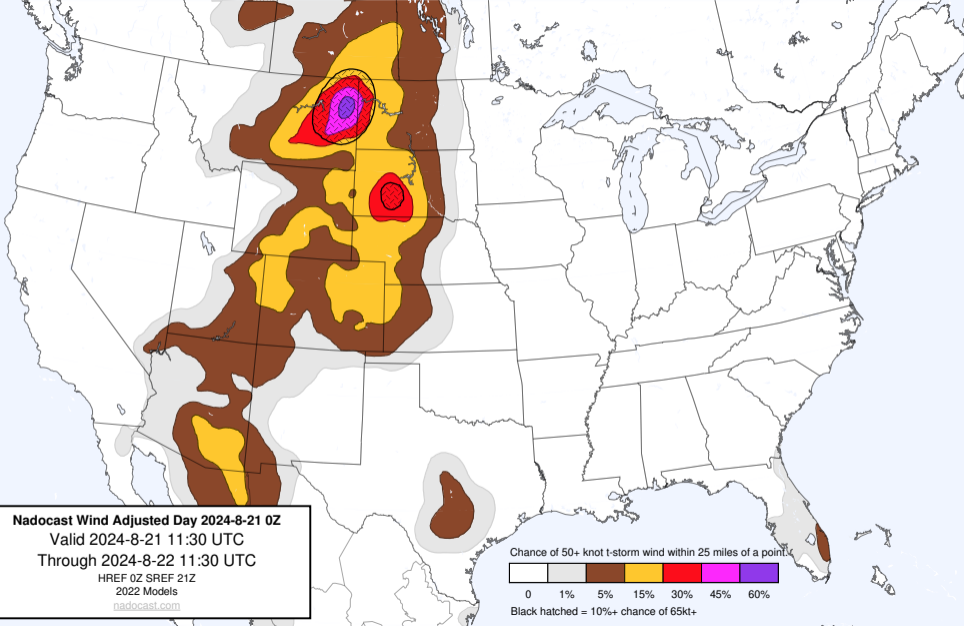 Nadocast Wind Adjusted Day 2024-8-21 0Z
Valid 2024-8-21 11:30 UTC
Through 2024-8-22 11:30 UTC
HREF 0Z SREF 21Z
2022 Models
nadocast.com
Chance of 50+ knot t-storm wind within 25 miles of a point.
0 1% 5% 15% 30% 45% 60%
Black hatched = 10%+ chance of 65kt+